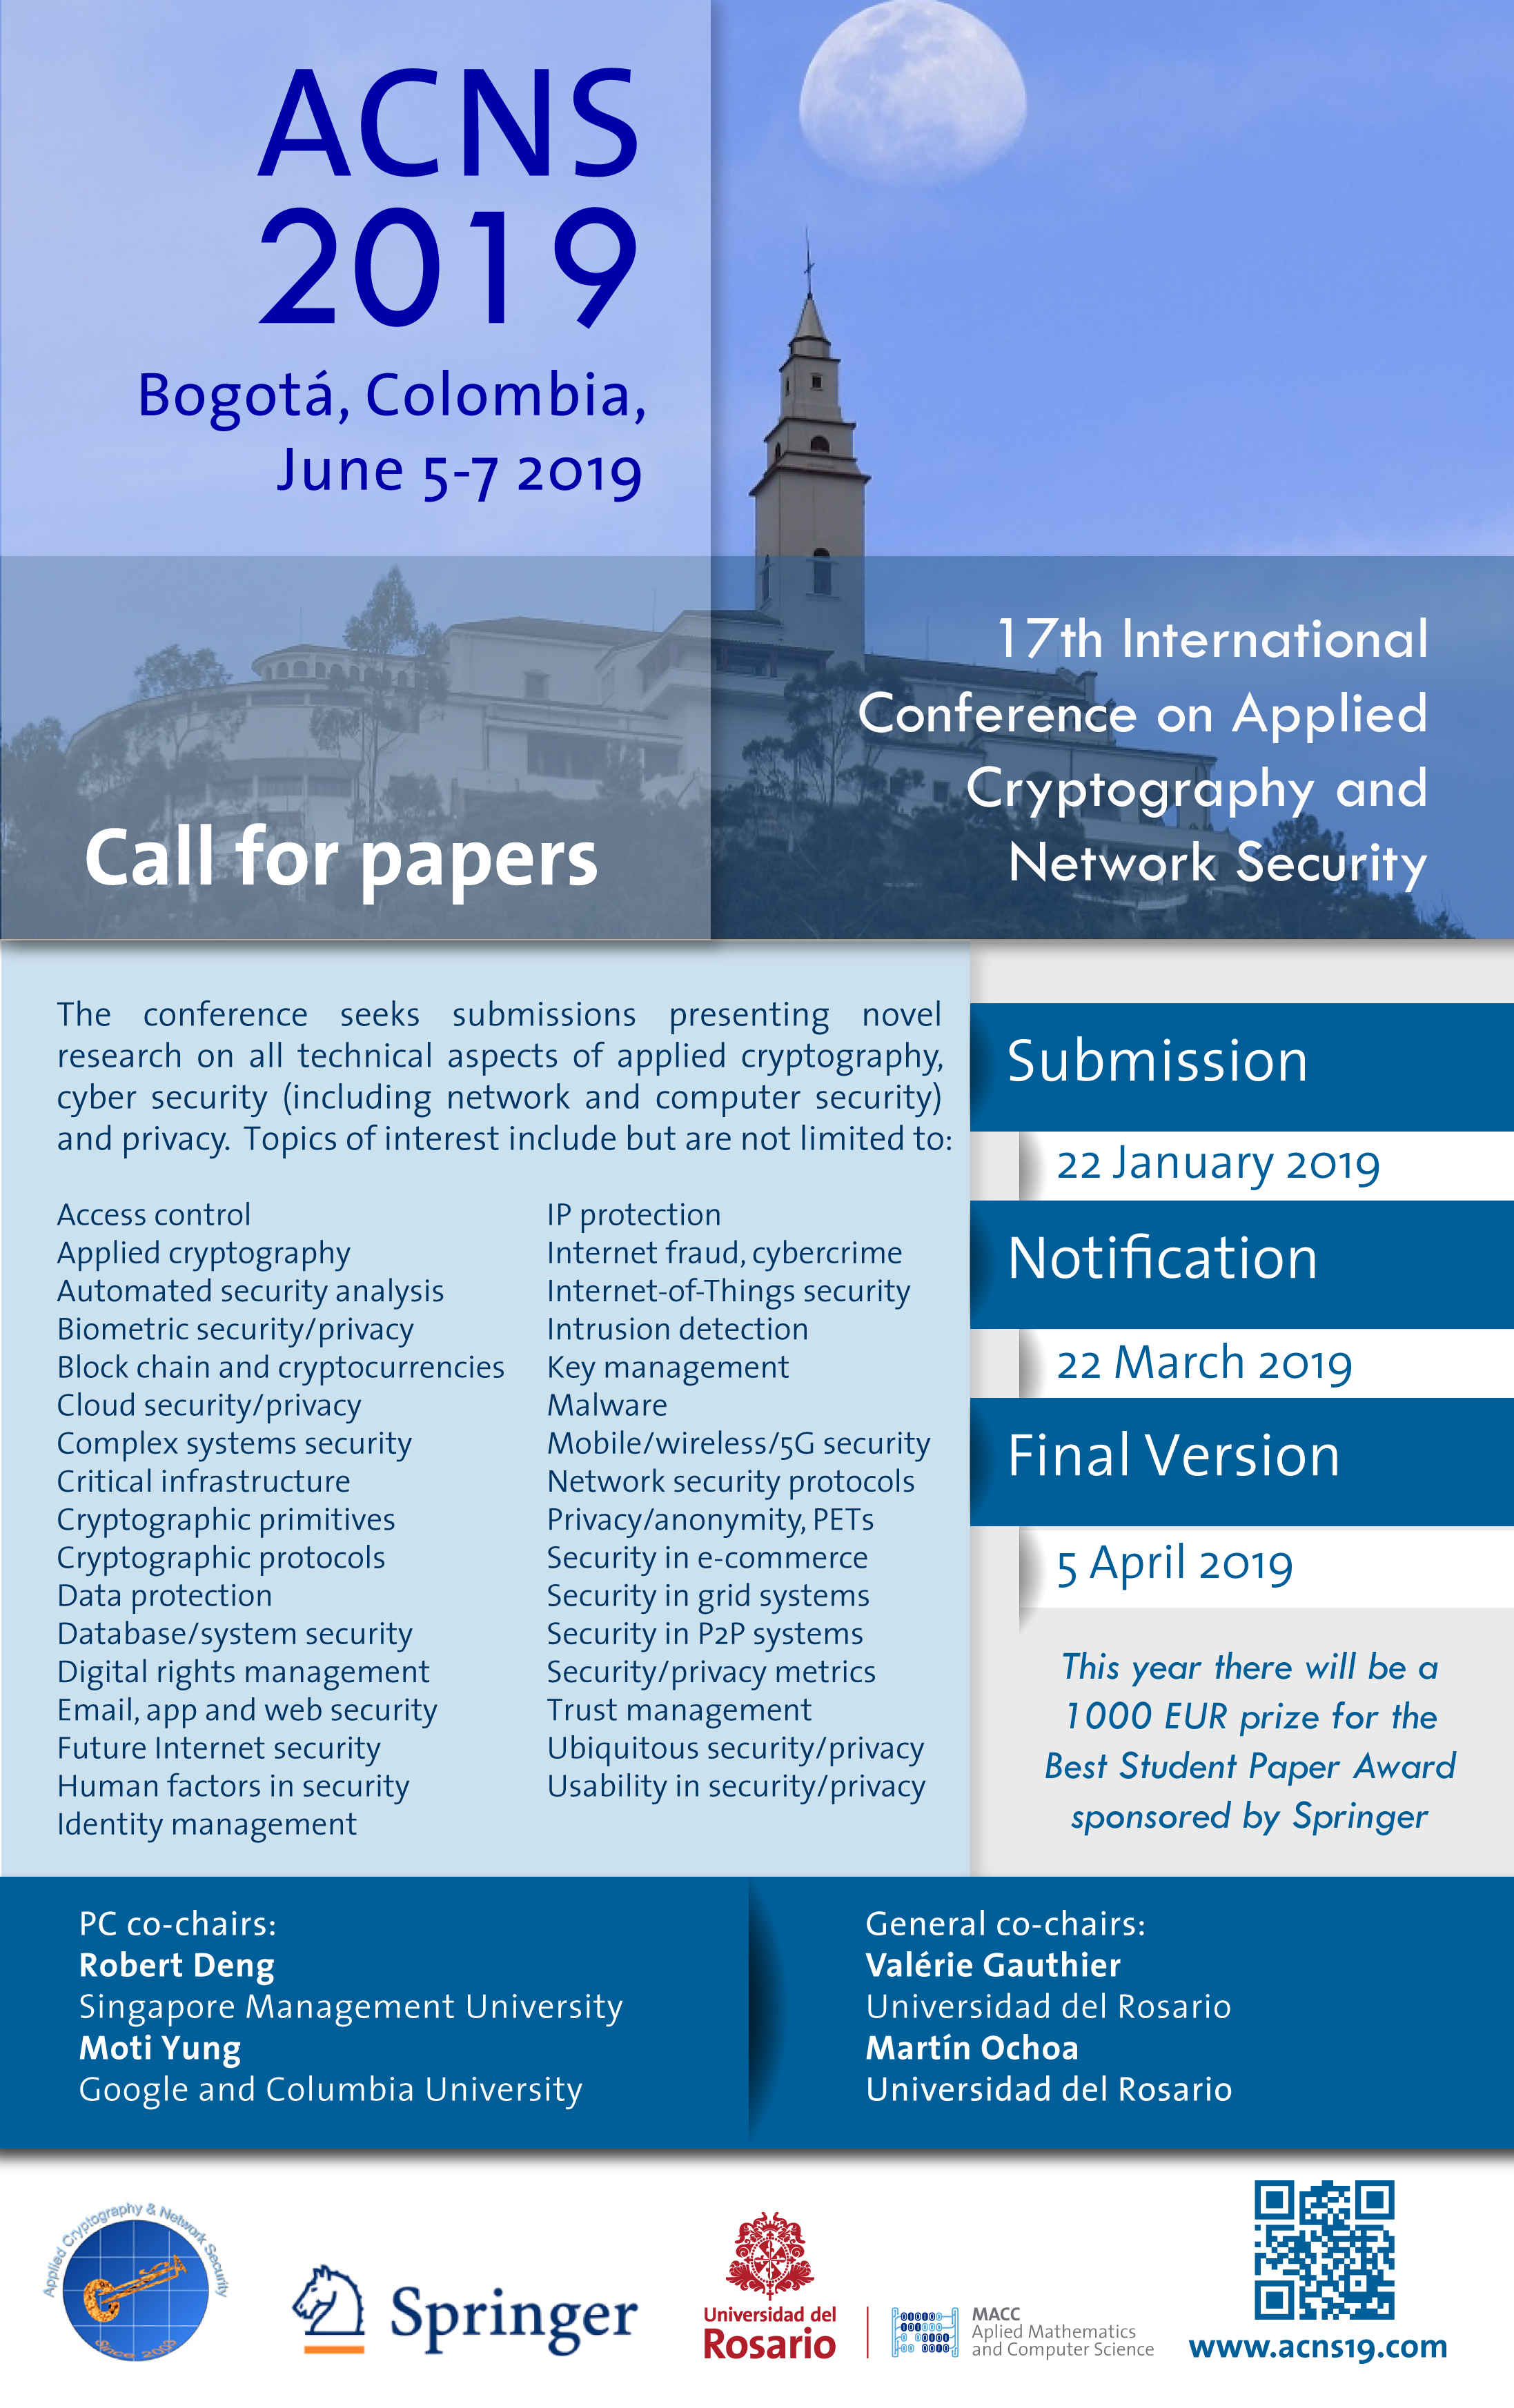 ACNS
2019
Bogotá, Colombia,
June 5-7 2019
Call for papers
17th International
Conference on Applied
Cryptography and
Network Security
The conference seeks submissions presenting novel
research on all technical aspects of applied cryptography,
cyber security (including network and computer security)
and privacy. Topics of interest include but are not limited to:
Access control
Applied cryptography
Automated security analysis
Biometric security/privacy
Block chain and cryptocurrencies
Cloud security/privacy
Complex systems security
Critical infrastructure
Cryptographic primitives
Cryptographic protocols
Data protection
Database/system security
Digital rights management
Email, app and web security
Future Internet security
Human factors in security
Identity management
IP protection
Internet fraud, cybercrime
Internet-of-Things security
Intrusion detection
Key management
Malware
Mobile/wireless/5G security
Network security protocols
Privacy/anonymity, PETs
Security in e-commerce
Security in grid systems
Security in P2P systems
Security/privacy metrics
Trust management
Ubiquitous security/privacy
Usability in security/privacy
Submission
22 January 2019
Notification
22 March 2019
Final Version
5 April 2019
This year there will be a
1000 EUR prize for the
Best Student Paper Award
sponsored by Springer
PC co-chairs:
Robert Deng
Singapore Management University
Moti Yung
Google and Columbia University
General co-chairs:
Valérie Gauthier
Universidad del Rosario
Martín Ochoa
Universidad del Rosario
Applied Cryptography & Network Security
Since 2003
Springer
Universidad del
Rosario
MACC
Aplied Mathematics
and Computer Science
www.acns19.com